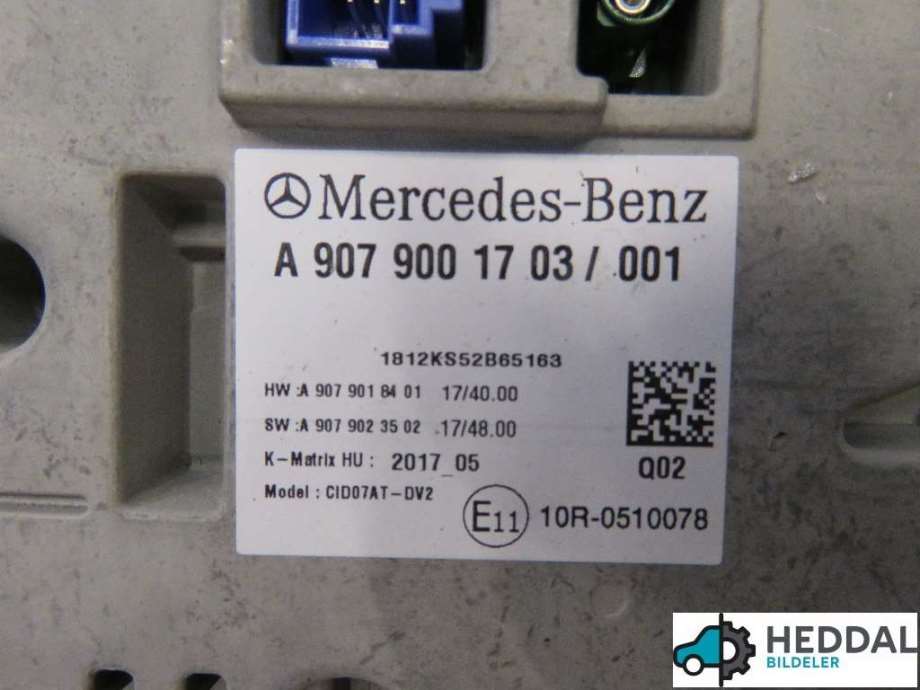 Mercedes-Benz
A 907 900 17 03 / 001
1812KS52B65163
HW :A 907 901 84 01 17/40.00
SW :A 907 902 35 02 .17/48.00
K-Matrix HU : 2017_05
Q02
Model : CID07AT-DV2
E11 10R-0510078
HEDDAL
BILDELER